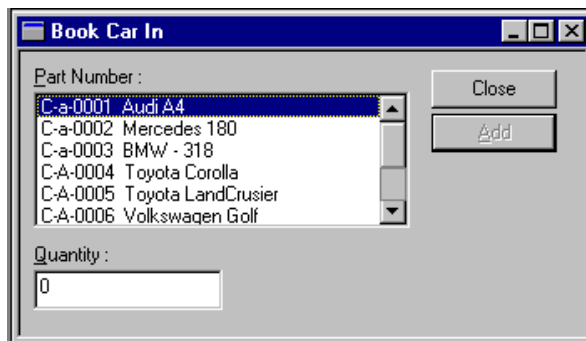 Book Car In
Part Number :
C-a-0001 Audi A4
C-a-0002 Mercedes 180
C-a-0003 BMW - 318
C-A-0004 Toyota Corolla
C-A-0005 Toyota LandCrusier
C-A-0006 Volkswagen Golf
Close
Add
Quantity :
0